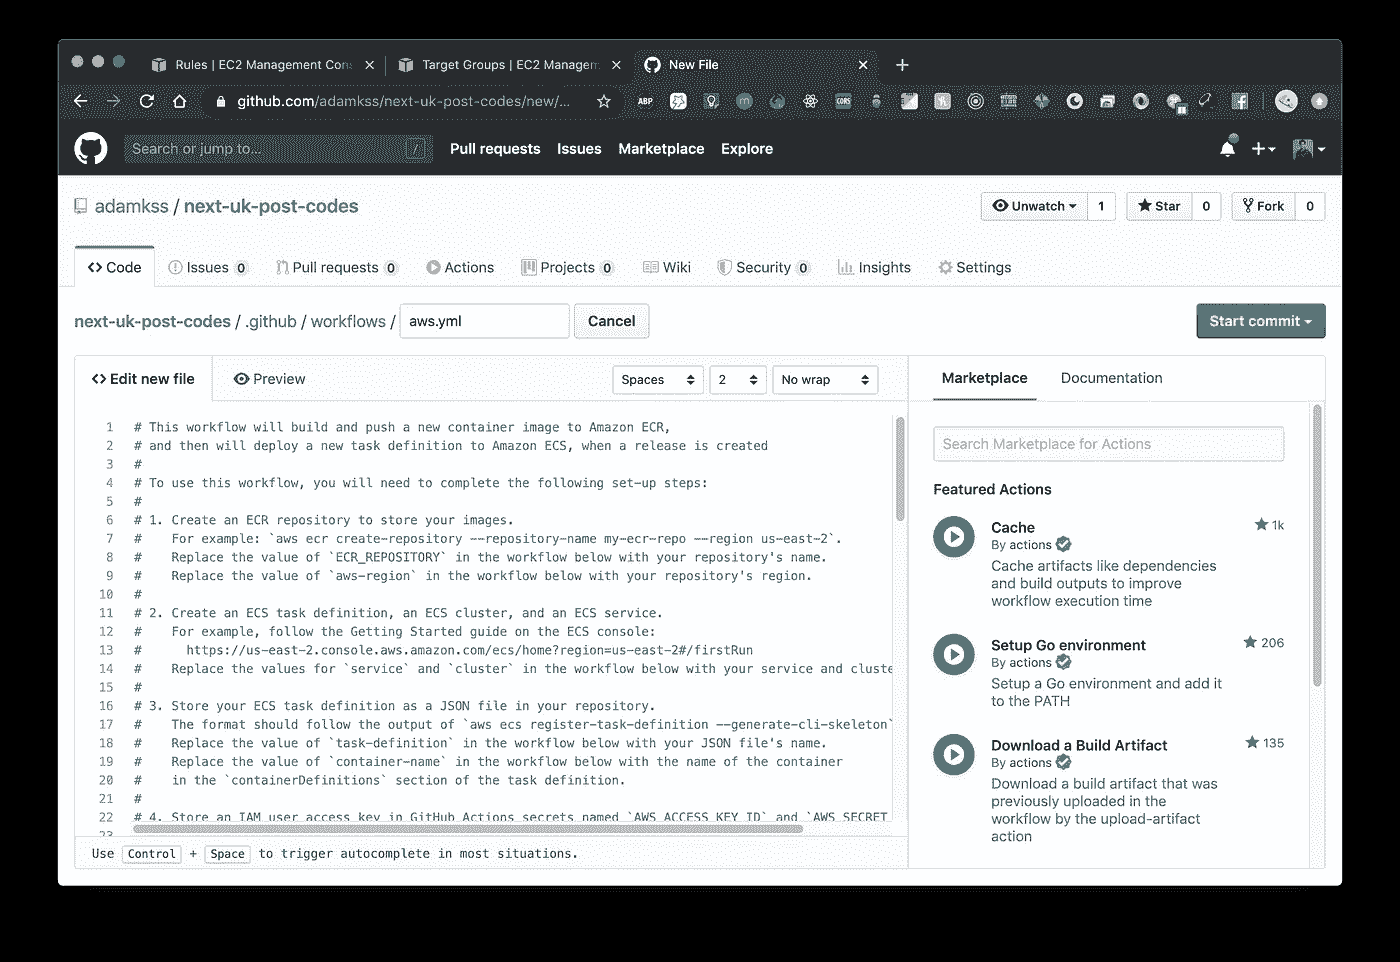 Rules | EC2 Management Con
Target Groups | EC2 Managem
New File
github.com/adamkss/next-uk-post-codes/new/...
ABP
CORS
Search or jump to...
/
Pull requests
Issues
Marketplace
Explore
adamkss / next-uk-post-codes
Unwatch 1
Star 0
Fork 0
Code
Issues 0
Pull requests 0
Actions
Projects 0
Wiki
Security 0
Insights
Settings
next-uk-post-codes / .github / workflows / aws.yml
Cancel
Start commit
Edit new file
Preview
Spaces
2
No wrap
1 # This workflow will build and push a new container image to Amazon ECR,
2 # and then will deploy a new task definition to Amazon ECS, when a release is created
3 #
4 # To use this workflow, you will need to complete the following set-up steps:
5 #
6 # 1. Create an ECR repository to store your images.
7 #    For example: `aws ecr create-repository --repository-name my-ecr-repo --region us-east-2`.
8 #    Replace the value of `ECR_REPOSITORY` in the workflow below with your repository's name.
9 #    Replace the value of `aws-region` in the workflow below with your repository's region.
10 #
11 # 2. Create an ECS task definition, an ECS cluster, and an ECS service.
12 #    For example, follow the Getting Started guide on the ECS console:
13 #      https://us-east-2.console.aws.amazon.com/ecs/home?region=us-east-2#/firstRun
14 #    Replace the values for `service` and `cluster` in the workflow below with your service and cluste
15 #
16 # 3. Store your ECS task definition as a JSON file in your repository.
17 #    The format should follow the output of `aws ecs register-task-definition --generate-cli-skeleton`
18 #    Replace the value of `task-definition` in the workflow below with your JSON file's name.
19 #    Replace the value of `container-name` in the workflow below with the name of the container
20 #    in the `containerDefinitions` section of the task definition.
21 #
22 # 4. Store an IAM user access key in GitHub Actions secrets named `AWS_ACCESS_KEY_ID` and `AWS_SECRET
23
Use Control + Space to trigger autocomplete in most situations.
Marketplace
Documentation
Search Marketplace for Actions
Featured Actions
Cache
1k
By actions
Cache artifacts like dependencies
and build outputs to improve
workflow execution time
Setup Go environment
206
By actions
Setup a Go environment and add it
to the PATH
Download a Build Artifact
135
By actions
Download a build artifact that was
previously uploaded in the
workflow by the upload-artifact
action